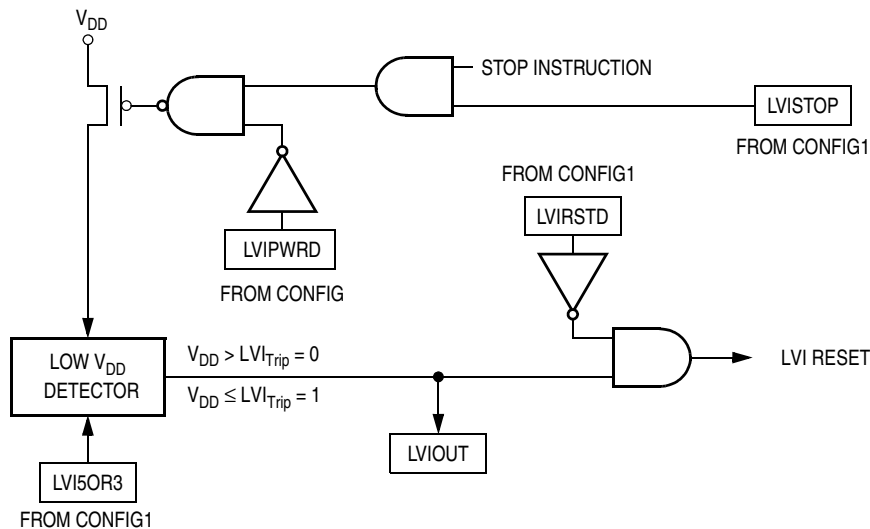 VDD
STOP INSTRUCTION
LVISTOP
FROM CONFIG1
FROM CONFIG1
LVIRSTD
LVIPWRD
FROM CONFIG
LOW VDD
DETECTOR
VDD > LVITrip = 0
VDD ≤ LVITrip = 1
LVI RESET
LVIOUT
LVI5OR3
FROM CONFIG1